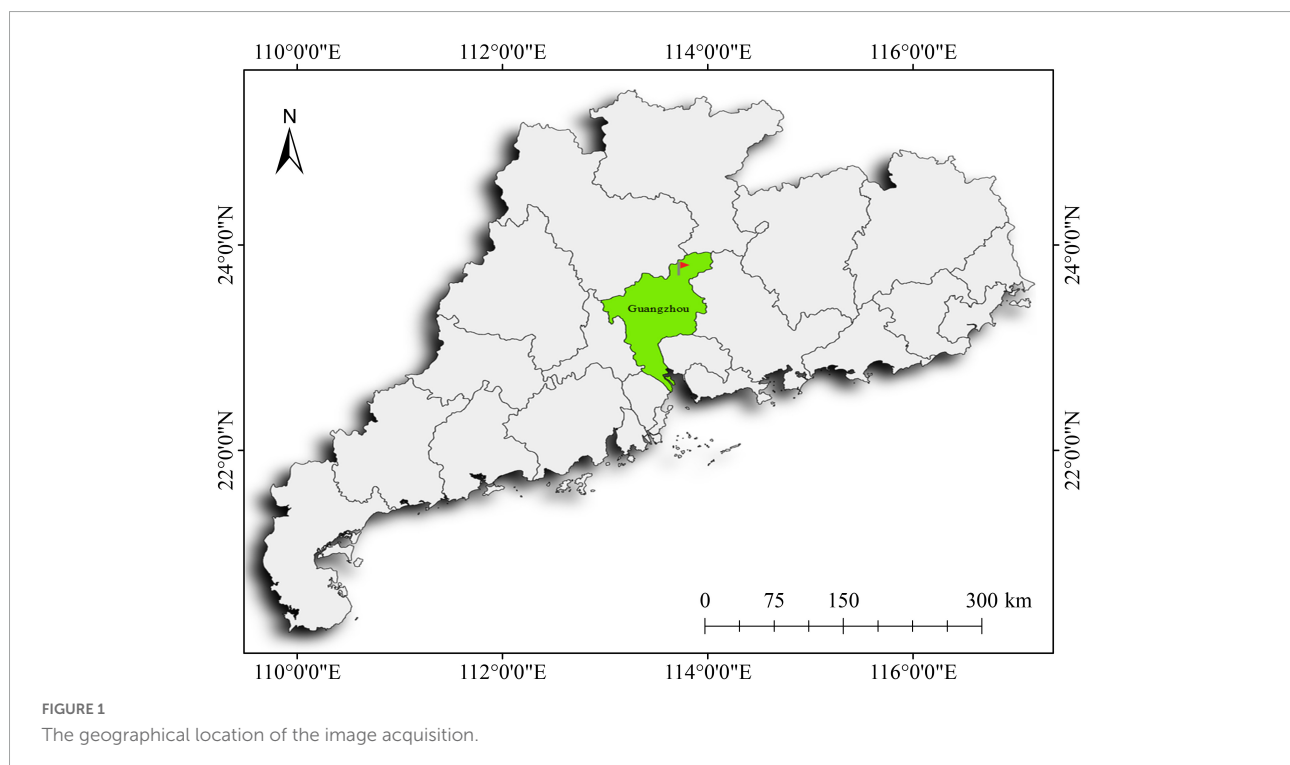 110°0'0"E 112°0'0"E 114°0'0"E 116°0'0"E
N
24°0'0"N
24°0'0"N
Guangzhou
22°0'0"N
22°0'0"N
0 75 150 300 km
110°0'0"E 112°0'0"E 114°0'0"E 116°0'0"E
FIGURE 1
The geographical location of the image acquisition.